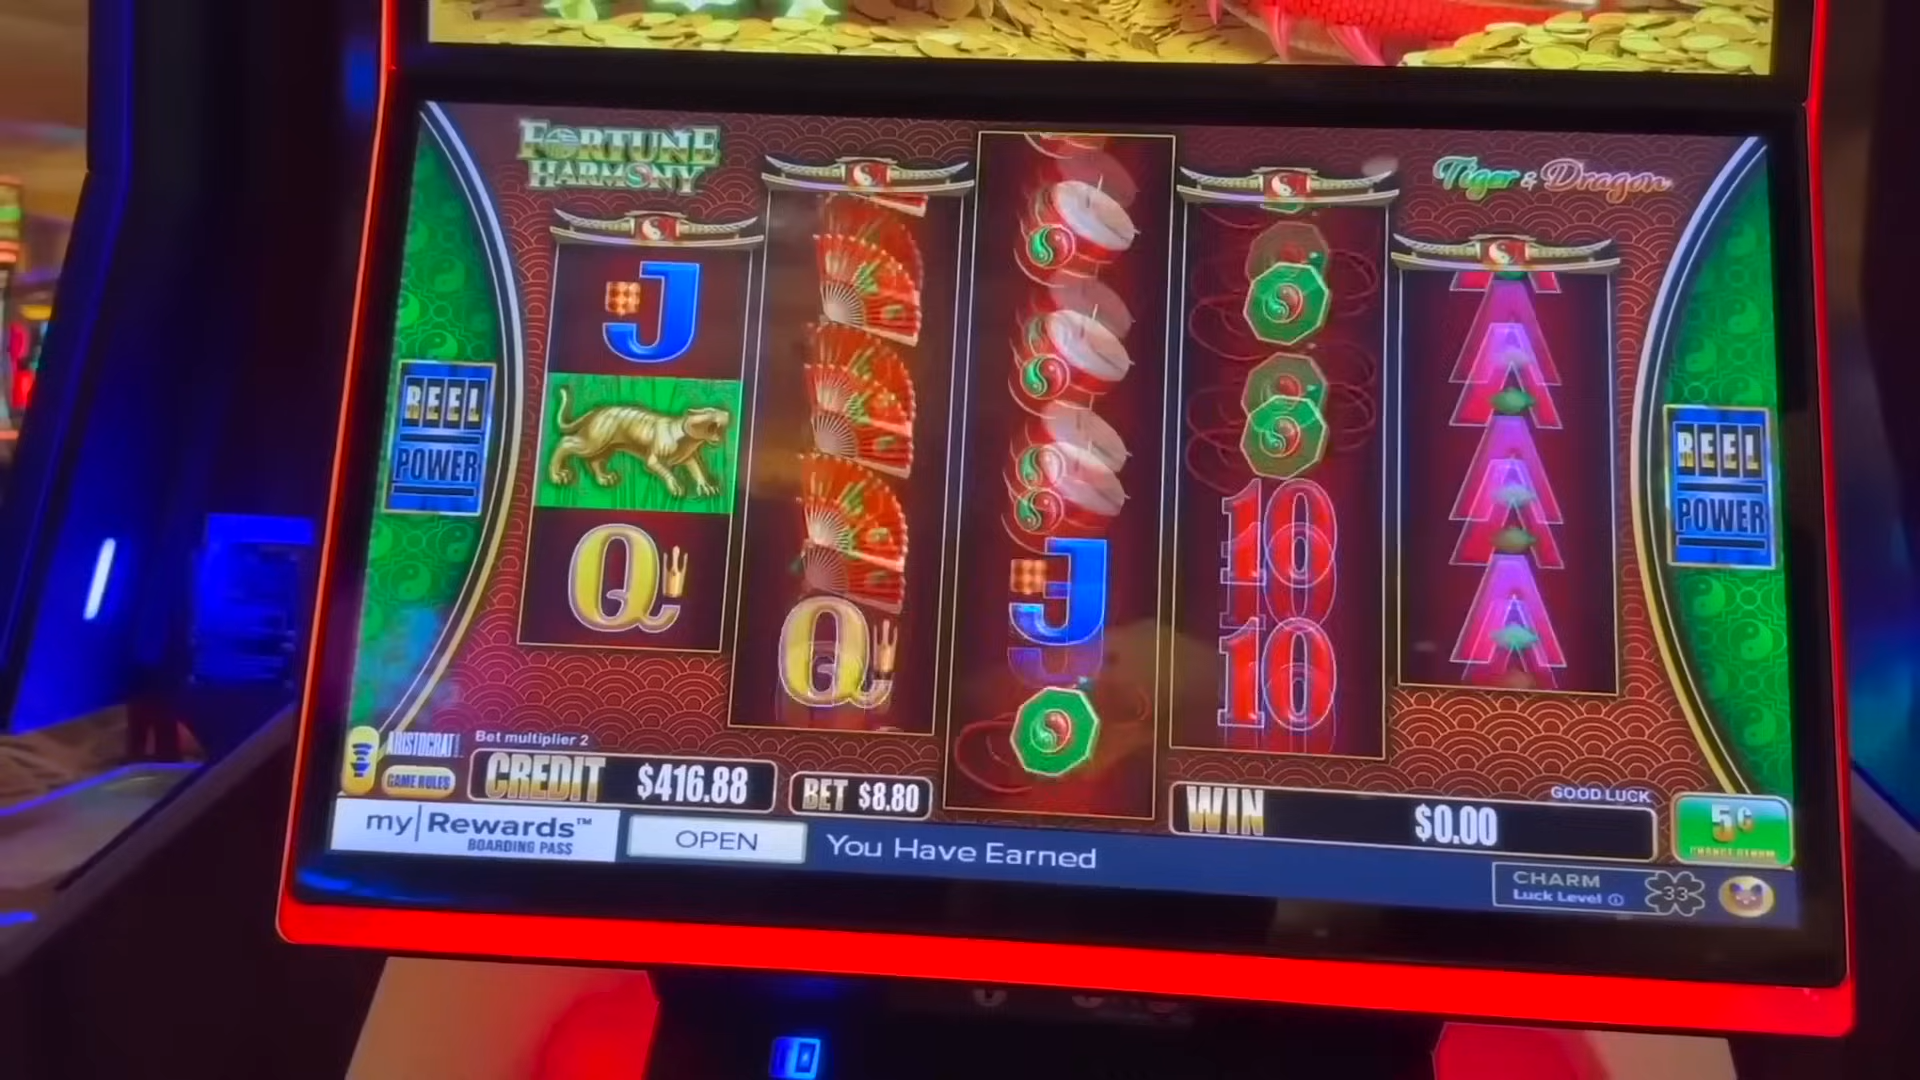 FORTUNE
HARMONY
Tiger & Dragon
J
Q
Q
J
10
10
A
A
A
REEL
POWER
REEL
POWER
ARISTOCRAT
GAME RULES
Bet multiplier 2
CREDIT $416.88
BET $8.80
WIN $0.00
GOOD LUCK
5¢
CHANGE DENOM
my|Rewards™
BOARDING PASS
OPEN
You Have Earned
CHARM
Luck Level
33